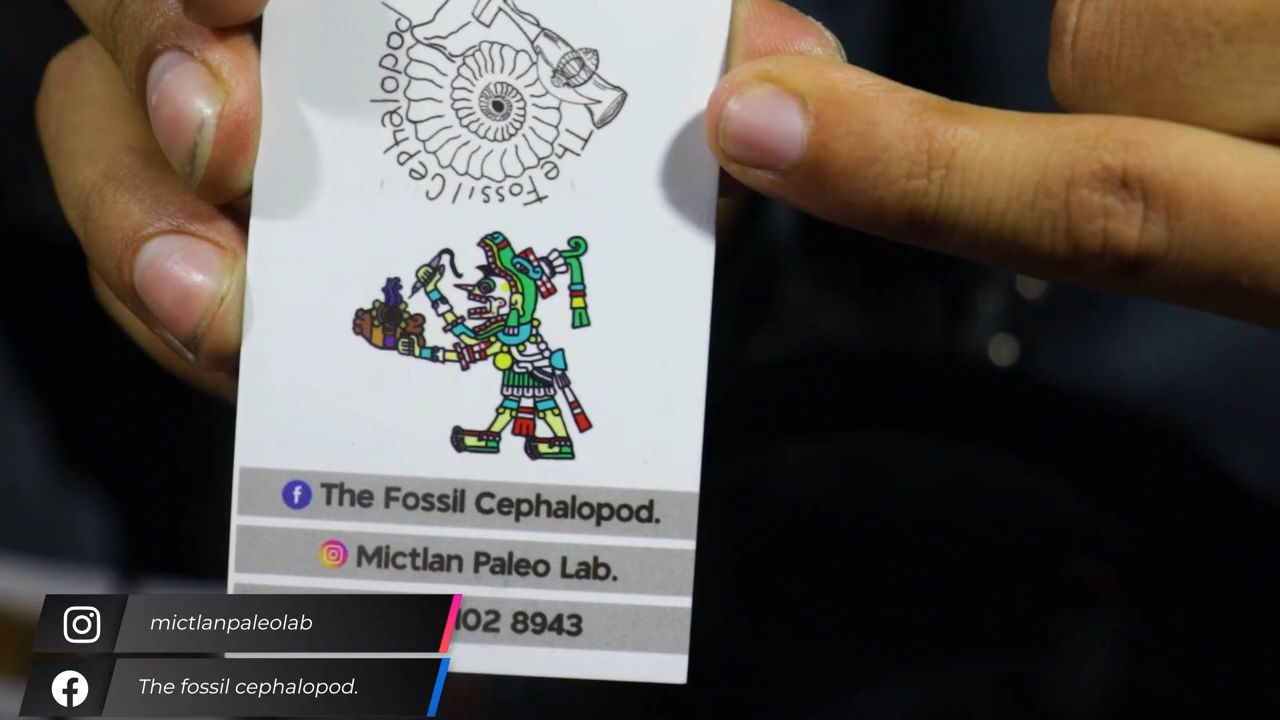 The Fossil Cephalopod
The Fossil Cephalopod.
Mictlan Paleo Lab.
102 8943
mictlanpaleolab
The fossil cephalopod.